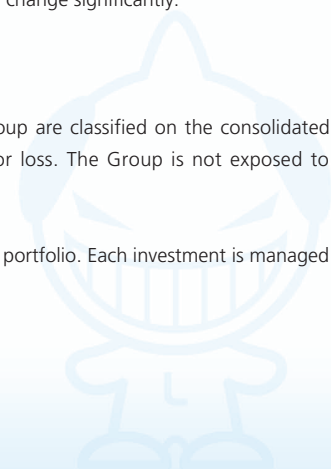 change significantly.
oup are classified on the consolidated
or loss. The Group is not exposed to
portfolio. Each investment is managed
L